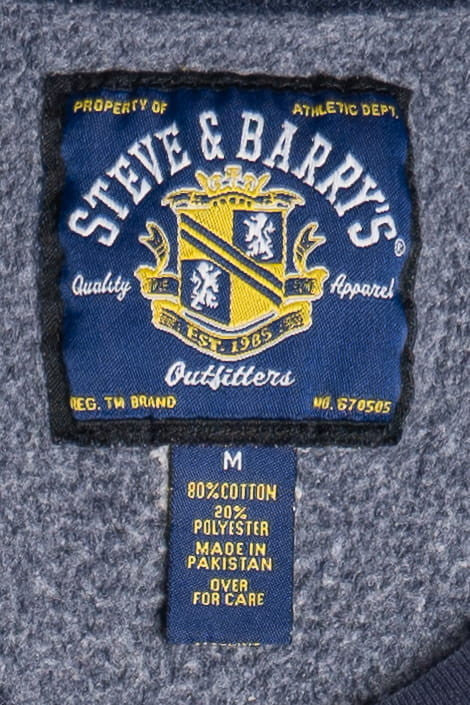 PROPERTY OF ATHLETIC DEPT.
STEVE & BARRY'S®
Quality Apparel
EST. 1985
Outfitters
REG. TM BRAND NO. 670505
M
80%COTTON
20%
POLYESTER
MADE IN
PAKISTAN
OVER
FOR CARE